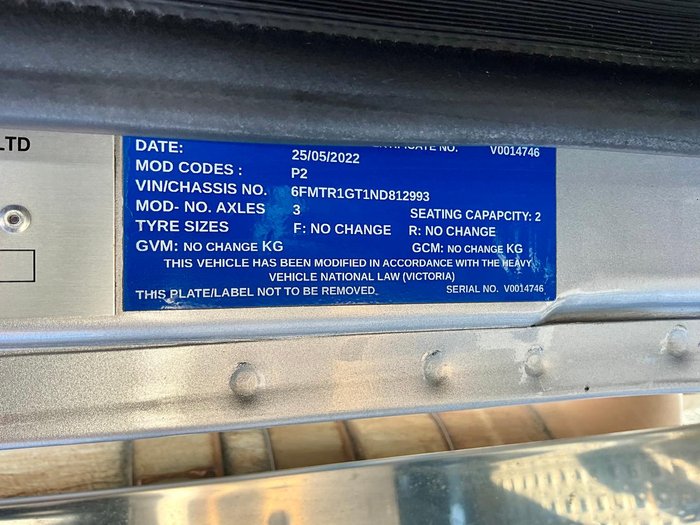 LTD
DATE: 25/05/2022 CERTIFICATE NO. V0014746
MOD CODES : P2
VIN/CHASSIS NO. 6FMTR1GT1ND812993
MOD- NO. AXLES 3 SEATING CAPAPCITY: 2
TYRE SIZES F: NO CHANGE R: NO CHANGE
GVM: NO CHANGE KG GCM: NO CHANGE KG
THIS VEHICLE HAS BEEN MODIFIED IN ACCORDANCE WITH THE HEAVY
VEHICLE NATIONAL LAW (VICTORIA)
THIS PLATE/LABEL NOT TO BE REMOVED SERIAL NO. V0014746